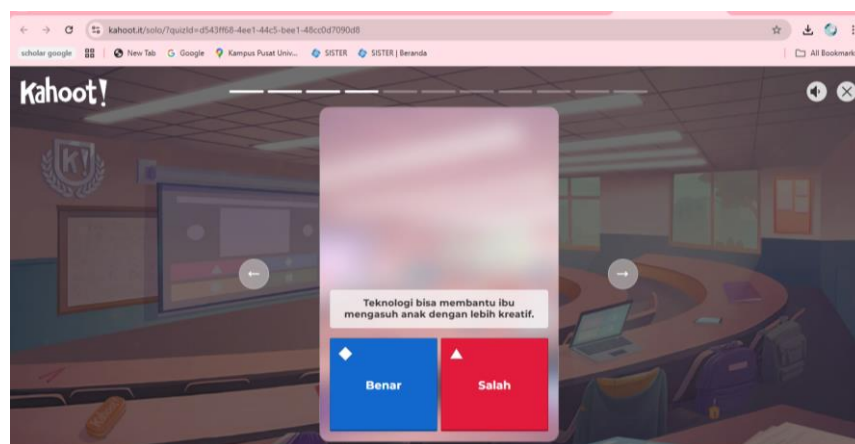 kahoot.it/solo/?quizId=d543ff68-4ee1-44c5-bee1-48cc0d7090d8
scholar google New Tab Google Kampus Pusat Univ... SISTER SISTER | Beranda All Bookmark
Kahoot!
K!
Teknologi bisa membantu ibu
mengasuh anak dengan lebih kreatif.
Benar Salah